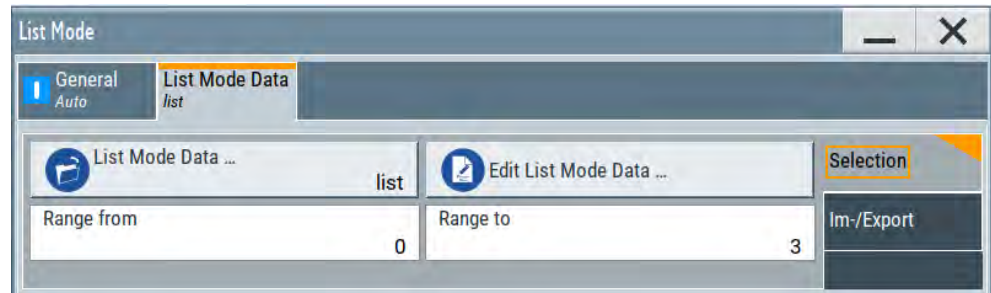 List Mode
General
Auto
List Mode Data
list
List Mode Data ...
list
Edit List Mode Data ...
Selection
Range from
0
Range to
3
Im-/Export